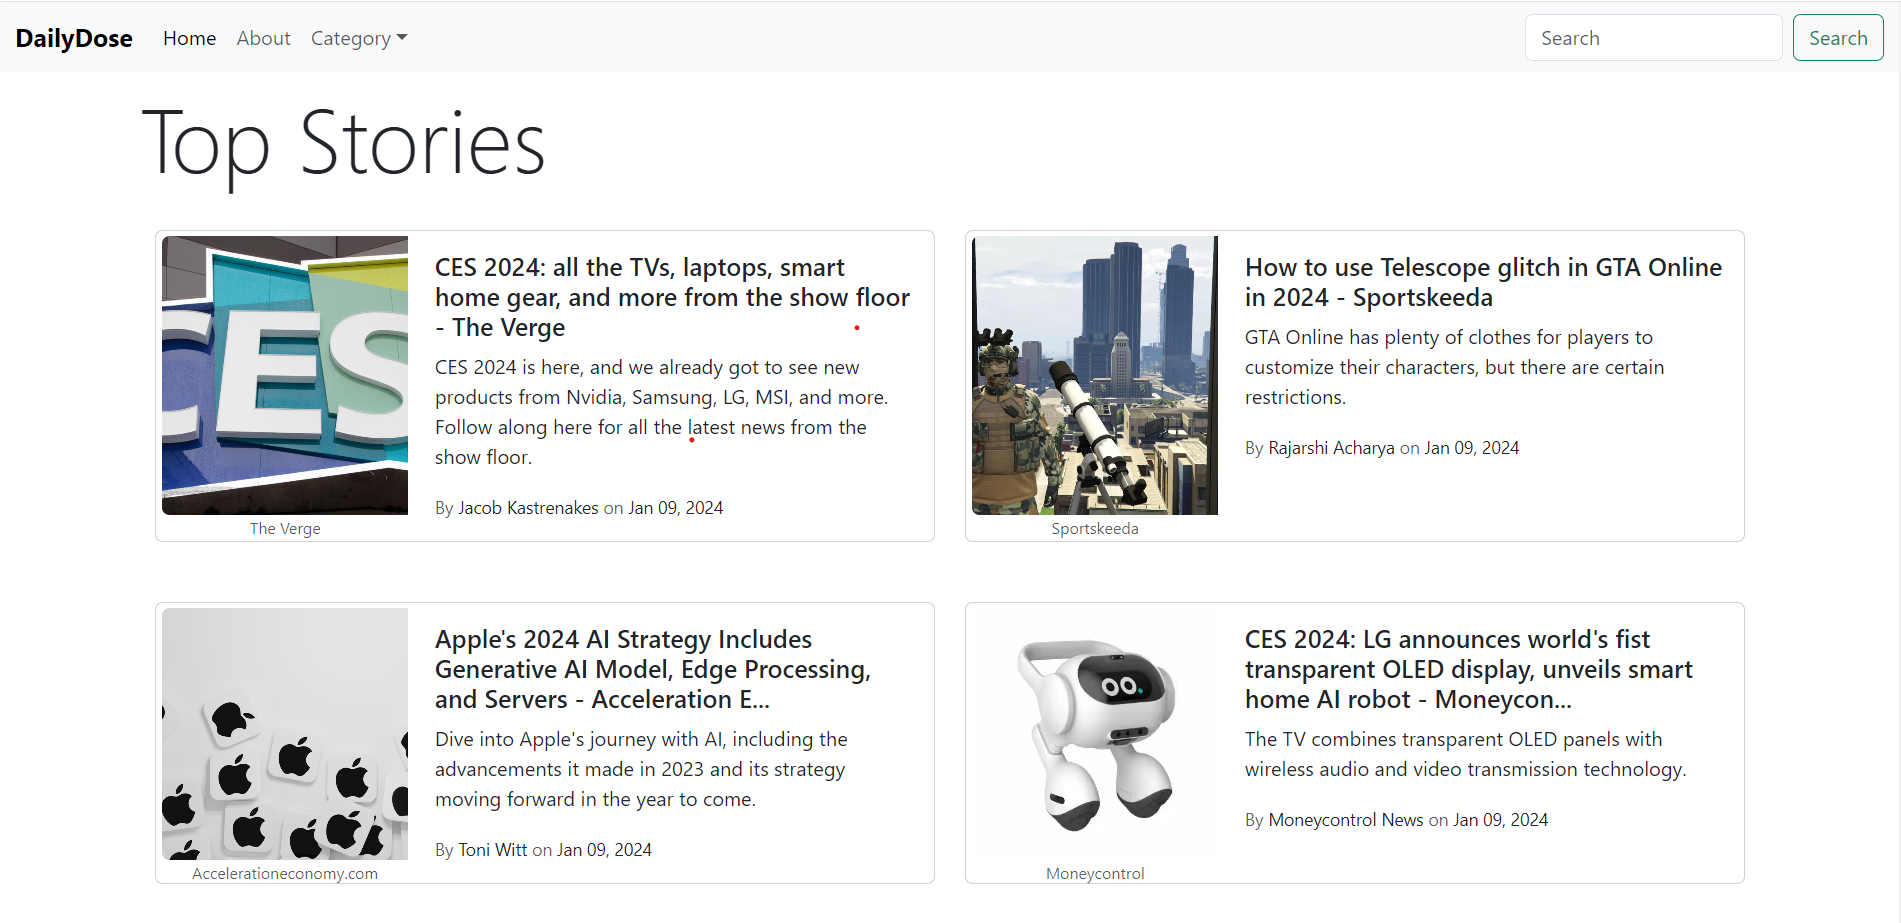 DailyDose Home About Category Search Search
Top Stories
CES
CES 2024: all the TVs, laptops, smart
home gear, and more from the show floor
- The Verge
CES 2024 is here, and we already got to see new
products from Nvidia, Samsung, LG, MSI, and more.
Follow along here for all the latest news from the
show floor.
By Jacob Kastrenakes on Jan 09, 2024
The Verge
How to use Telescope glitch in GTA Online
in 2024 - Sportskeeda
GTA Online has plenty of clothes for players to
customize their characters, but there are certain
restrictions.
By Rajarshi Acharya on Jan 09, 2024
Sportskeeda
Apple's 2024 AI Strategy Includes
Generative AI Model, Edge Processing,
and Servers - Acceleration E...
Dive into Apple's journey with AI, including the
advancements it made in 2023 and its strategy
moving forward in the year to come.
By Toni Witt on Jan 09, 2024
Accelerationeconomy.com
CES 2024: LG announces world's fist
transparent OLED display, unveils smart
home AI robot - Moneycon...
The TV combines transparent OLED panels with
wireless audio and video transmission technology.
By Moneycontrol News on Jan 09, 2024
Moneycontrol